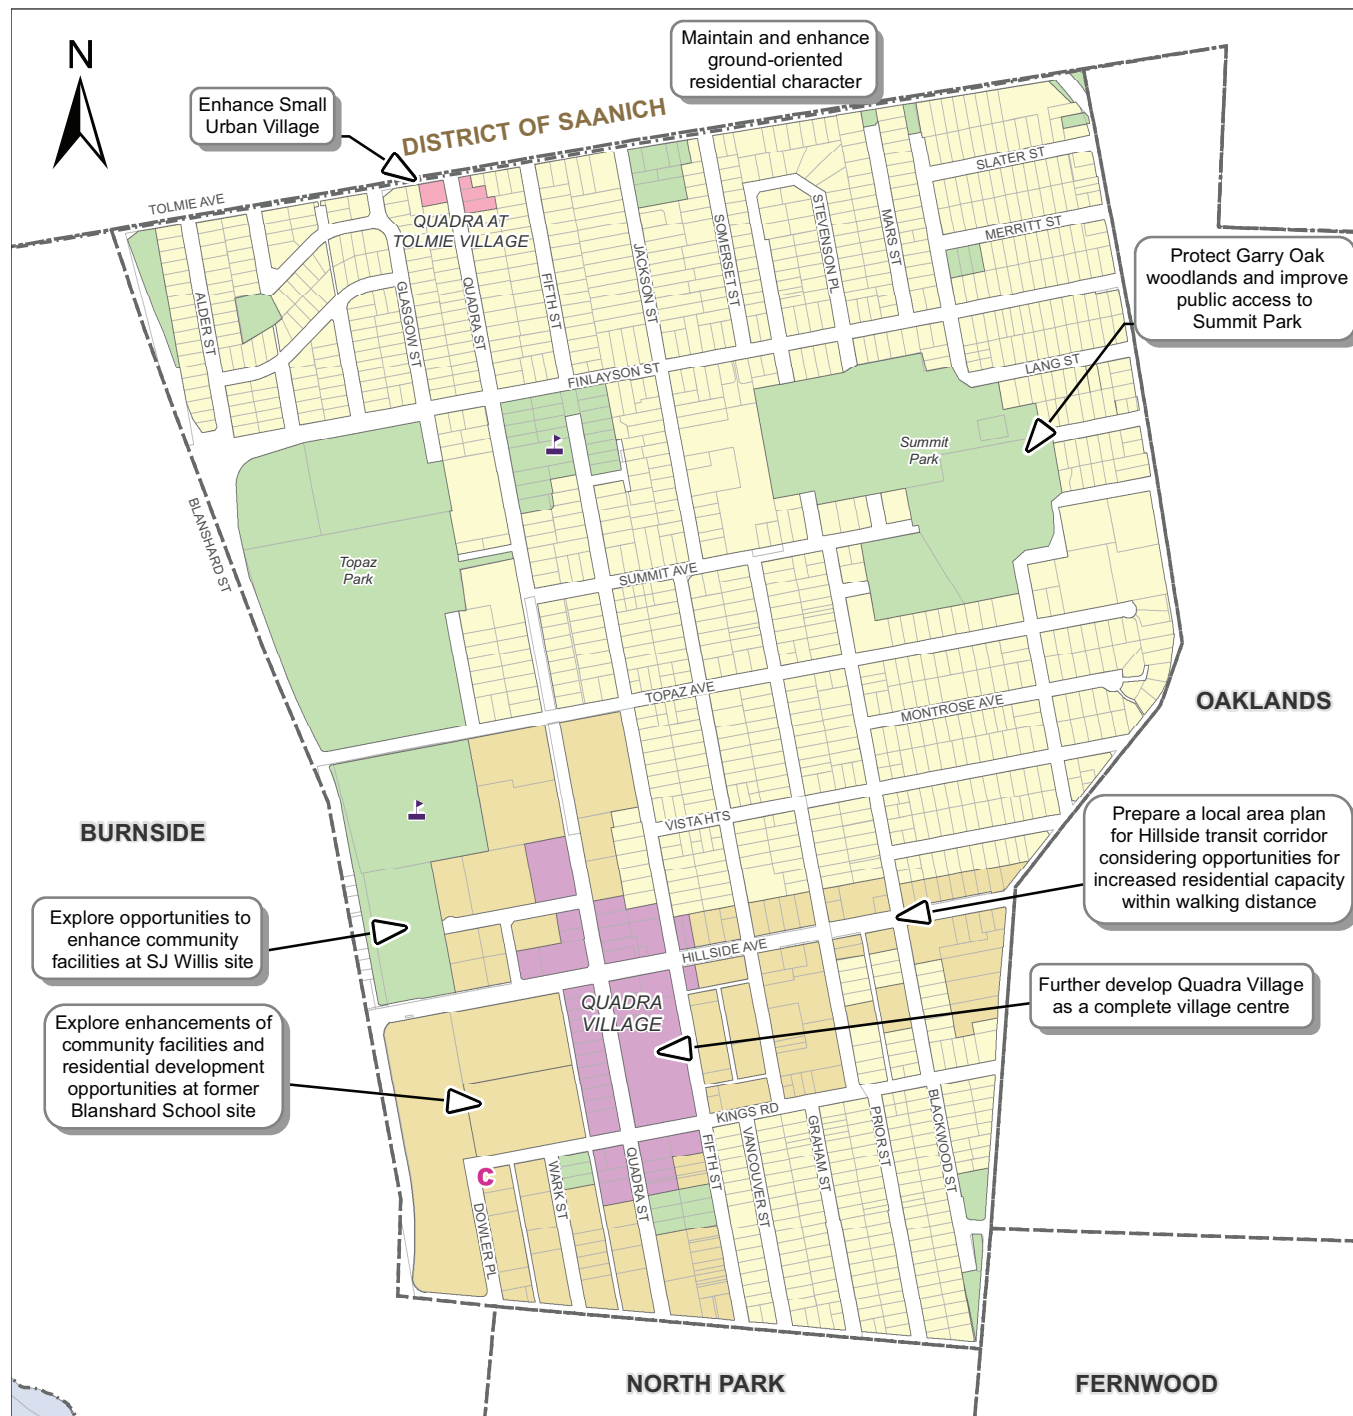 N
Maintain and enhance
ground-oriented
residential character
Enhance Small
Urban Village
DISTRICT OF SAANICH
TOLMIE AVE
SLATER ST
QUADRA AT
TOLMIE VILLAGE
MERRITT ST
STEVENSON PL
MARS ST
SOMERSET ST
JACKSON ST
FIFTH ST
QUADRA ST
GLASGOW ST
ALDER ST
Protect Garry Oak
woodlands and improve
public access to
Summit Park
LANG ST
FINLAYSON ST
Summit
Park
BLANSHARD ST
Topaz
Park
SUMMIT AVE
TOPAZ AVE
MONTROSE AVE
OAKLANDS
VISTA HTS
BURNSIDE
Prepare a local area plan
for Hillside transit corridor
considering opportunities for
increased residential capacity
within walking distance
Explore opportunities to
enhance community
facilities at SJ Willis site
HILLSIDE AVE
QUADRA
VILLAGE
Further develop Quadra Village
as a complete village centre
Explore enhancements of
community facilities and
residential development
opportunities at former
Blanshard School site
KINGS RD
C
DOWLER PL
WARK ST
QUADRA ST
FIFTH ST
VANCOUVER ST
GRAHAM ST
PRIOR ST
BLACKWOOD ST
NORTH PARK
FERNWOOD